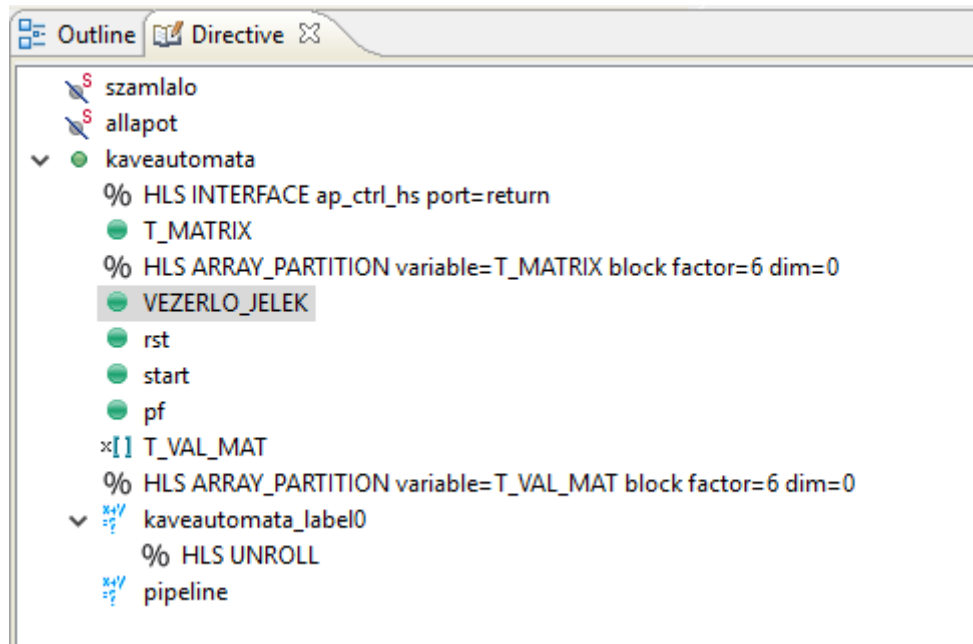 Outline Directive
szamlalo
allapot
kaveautomata
% HLS INTERFACE ap_ctrl_hs port=return
T_MATRIX
% HLS ARRAY_PARTITION variable=T_MATRIX block factor=6 dim=0
VEZERLO_JELEK
rst
start
pf
×[] T_VAL_MAT
% HLS ARRAY_PARTITION variable=T_VAL_MAT block factor=6 dim=0
kaveautomata_label0
% HLS UNROLL
pipeline